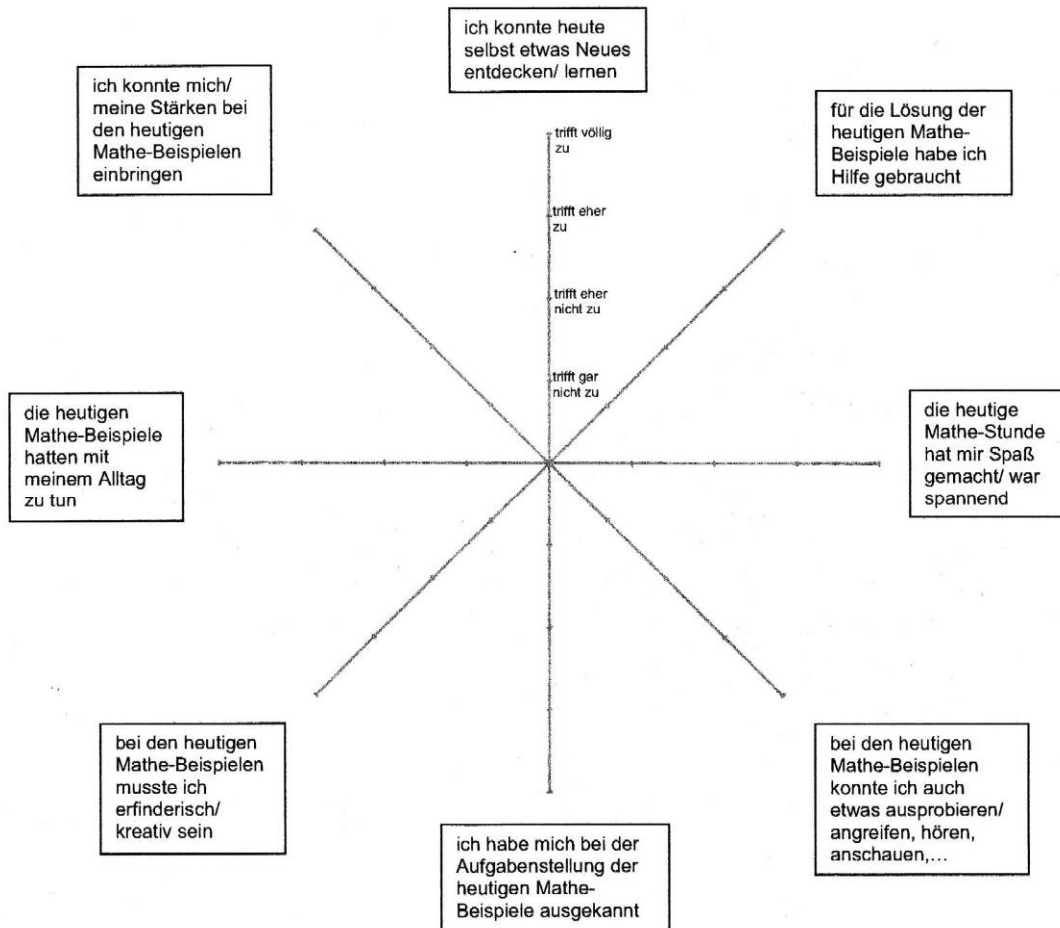 ich konnte heute
selbst etwas Neues
entdecken/ lernen
ich konnte mich/
meine Stärken bei
den heutigen
Mathe-Beispielen
einbringen
für die Lösung der
heutigen Mathe-
Beispiele habe ich
Hilfe gebraucht
trifft völlig
zu
trifft eher
zu
trifft eher
nicht zu
trifft gar
nicht zu
die heutigen
Mathe-Beispiele
hatten mit
meinem Alltag
zu tun
die heutige
Mathe-Stunde
hat mir Spaß
gemacht/ war
spannend
bei den heutigen
Mathe-Beispielen
musste ich
erfinderisch/
kreativ sein
ich habe mich bei der
Aufgabenstellung der
heutigen Mathe-
Beispiele ausgekannt
bei den heutigen
Mathe-Beispielen
konnte ich auch
etwas ausprobieren/
angreifen, hören,
anschauen,...